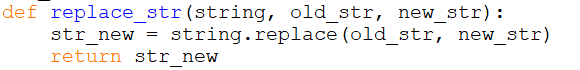 def replace_str(string, old_str, new_str):
    str_new = string.replace(old_str, new_str)
    return str_new